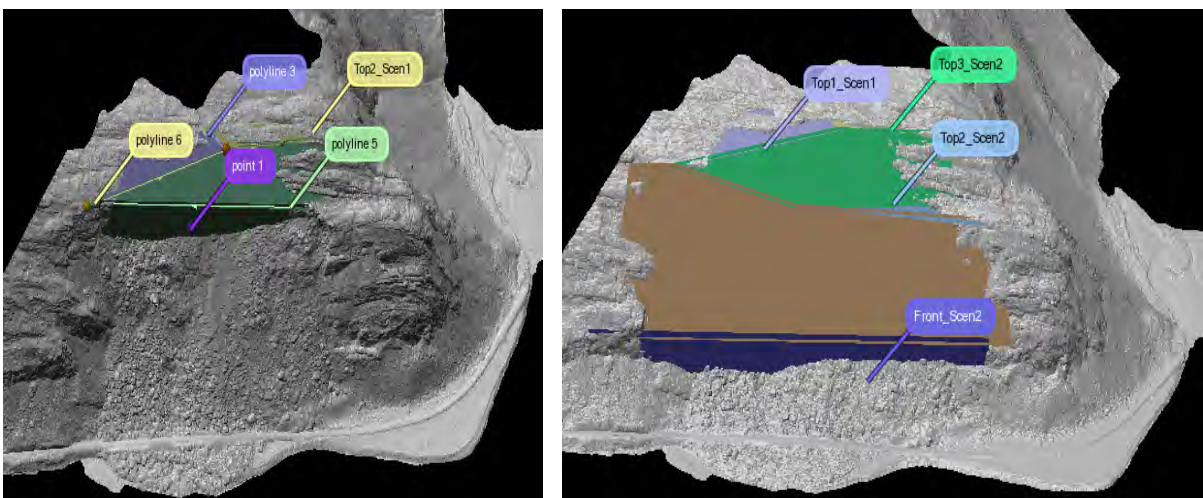 polyline 3
Top2_Scen1
polyline 6
point 1
polyline 5
Top3_Scen2
Top1_Scen1
Top2_Scen2
Front_Scen2